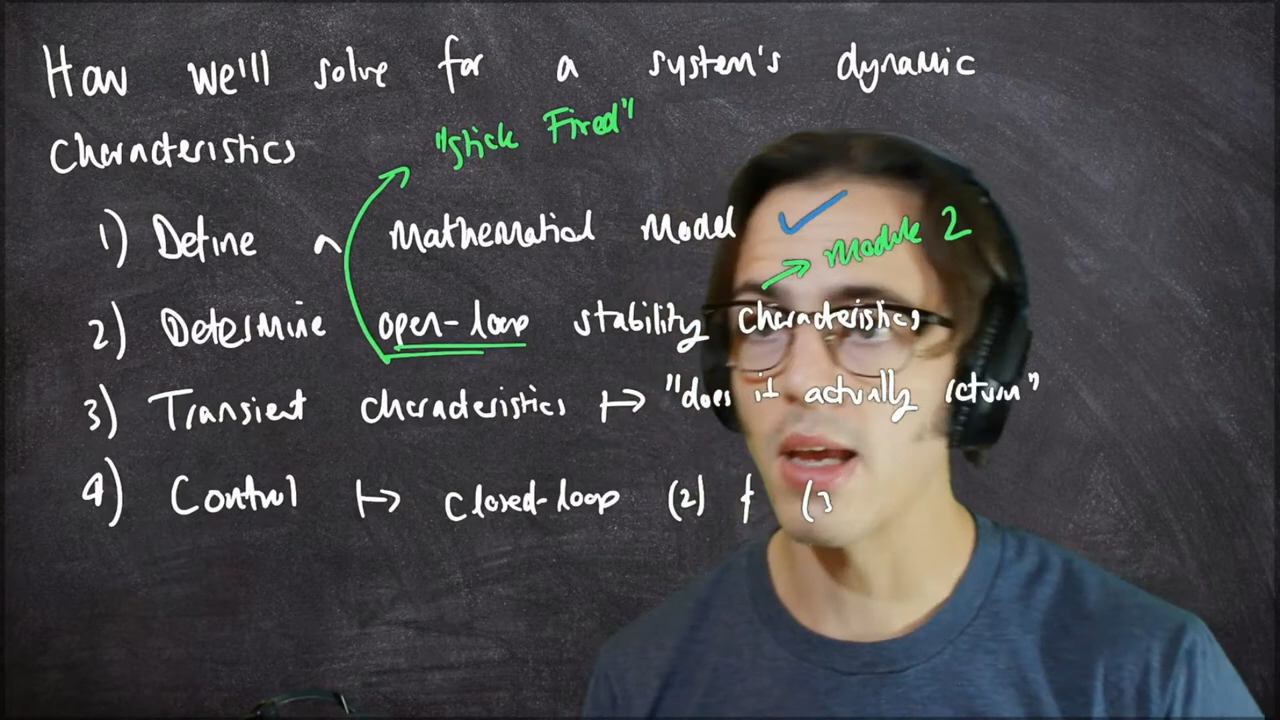 How we'll solve for a system's dynamic
characteristics
"Stick Fixed"
1) Define a Mathematical Model ✓
→ Module 2
2) Determine open-loop stability characteristics
3) Transient characteristics ↦ "does it actually return"
4) Control ↦ Closed-loop (2) & (3